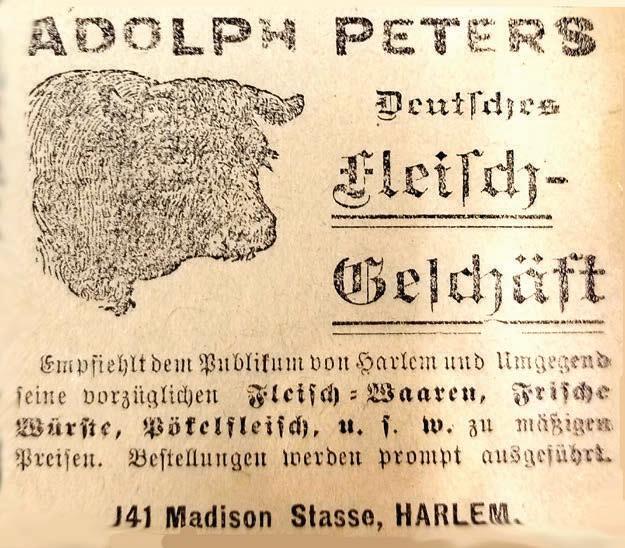 ADOLPH PETERS
Deutsches
Fleisch-
Geschäft
Empfiehlt dem Publikum von Harlem und Umgegend
seine vorzüglichen Fleisch-Waaren, Frische
Würste, Pökelfleisch, u. s. w. zu mäßigen
Preisen. Bestellungen werden prompt ausgeführt.
141 Madison Stasse, HARLEM.